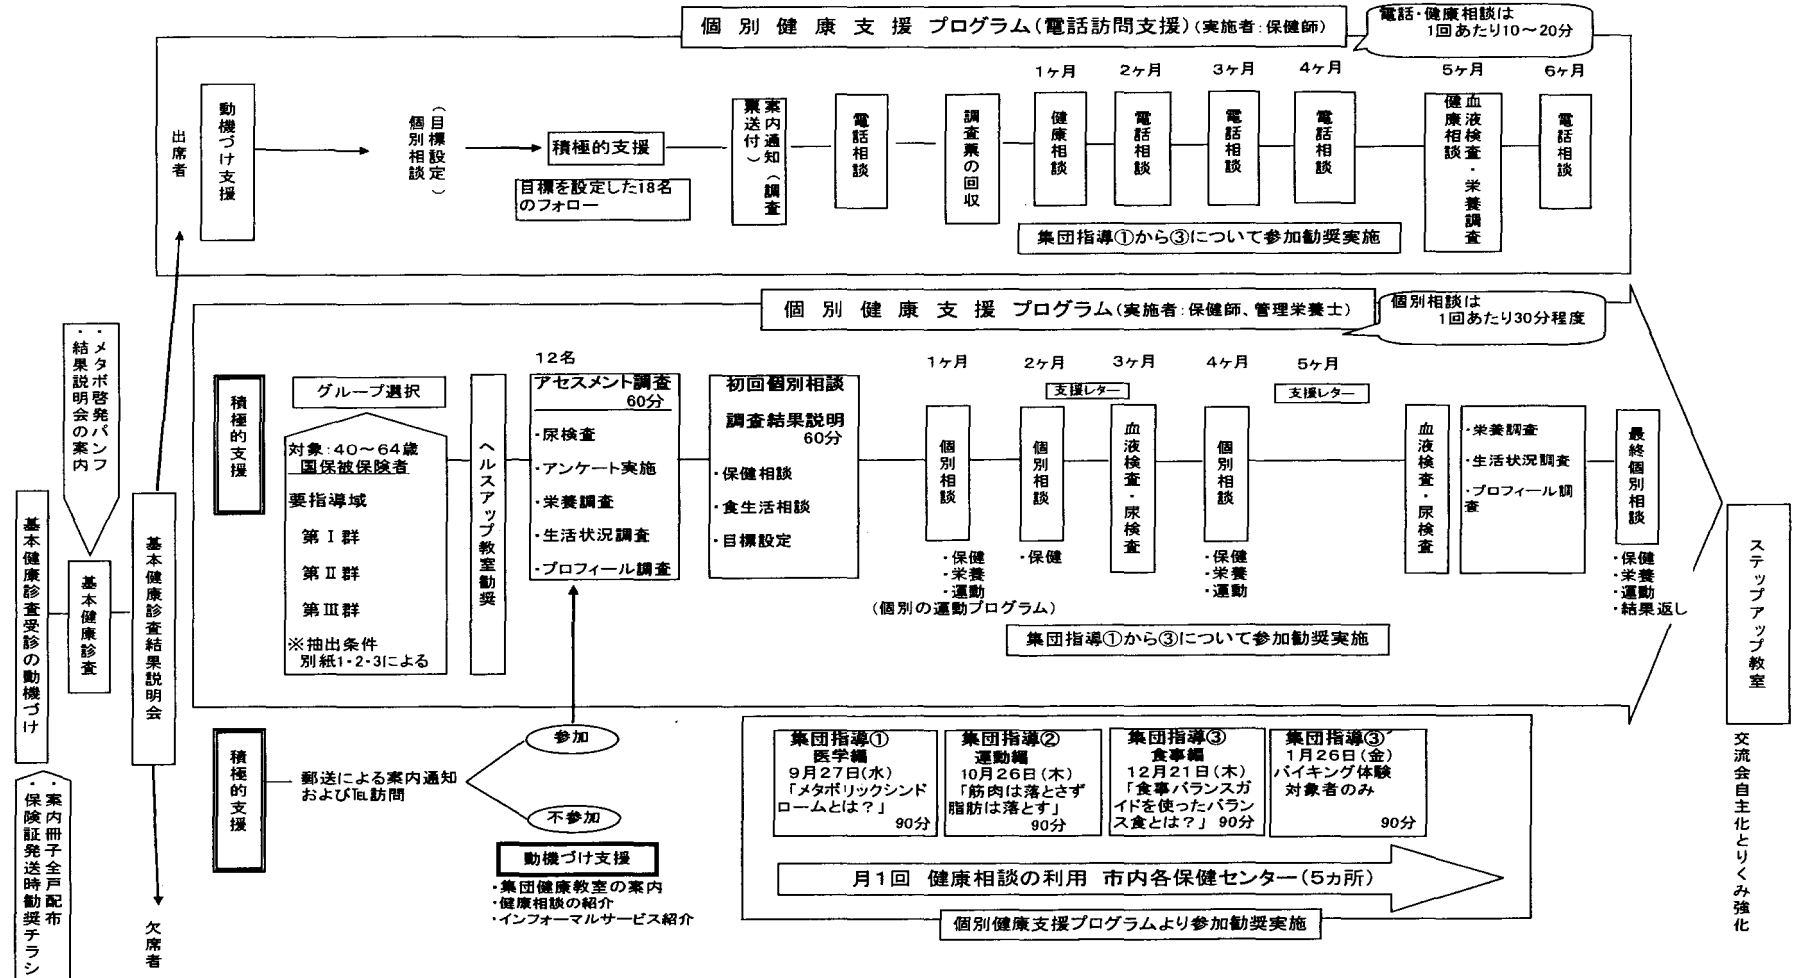 個 別 健 康 支 援 プログラム(電話訪問支援)(実施者:保健師)
電話・健康相談は
1回あたり10～20分
出席者
動機づけ支援
(目標設定)
個別相談
積極的支援
目標を設定した18名
のフォロー
案内通知(調査
票送付)
電話相談
調査票の回収
1ヶ月
健康相談
2ヶ月
電話相談
3ヶ月
電話相談
4ヶ月
電話相談
5ヶ月
血液検査・栄養調査
健康相談
6ヶ月
電話相談
集団指導①から③について参加勧奨実施
個 別 健 康 支 援 プログラム(実施者:保健師、管理栄養士)
個別相談は
1回あたり30分程度
・メタボ啓発パンフ
・結果説明会の案内
基本健康診査受診の動機づけ
基本健康診査
基本健康診査結果説明会
・案内冊子全戸配布
・保険証発送時勧奨チラシ
欠席者
積極的支援
グループ選択
対象:40～64歳
国保被保険者
要指導域
第Ⅰ群
第Ⅱ群
第Ⅲ群
※抽出条件
別紙1・2・3による
ヘルスアップ教室勧奨
12名
アセスメント調査
60分
・尿検査
・アンケート実施
・栄養調査
・生活状況調査
・プロフィール調査
初回個別相談
調査結果説明
60分
・保健相談
・食生活相談
・目標設定
1ヶ月
個別相談
・保健
・栄養
・運動
(個別の運動プログラム)
2ヶ月
支援レター
個別相談
・保健
3ヶ月
血液検査・尿検査
4ヶ月
個別相談
・保健
・栄養
・運動
5ヶ月
支援レター
血液検査・尿検査
・栄養調査
・生活状況調査
・プロフィール調
査
最終個別相談
・保健
・栄養
・運動
・結果返し
集団指導①から③について参加勧奨実施
ステップアップ教室
交流会自主化とりくみ強化
積極的支援
郵送による案内通知
および℡訪問
参加
不参加
動機づけ支援
・集団健康教室の案内
・健康相談の紹介
・インフォーマルサービス紹介
集団指導①
医学編
9月27日(水)
「メタボリックシンド
ロームとは?」
90分
集団指導②
運動編
10月26日(木)
「筋肉は落とさず
脂肪は落とす」
90分
集団指導③
食事編
12月21日(木)
「食事バランスガ
イドを使ったバラン
ス食とは?」 90分
集団指導③´
1月26日(金)
バイキング体験
対象者のみ
90分
月1回 健康相談の利用 市内各保健センター(5ヵ所)
個別健康支援プログラムより参加勧奨実施